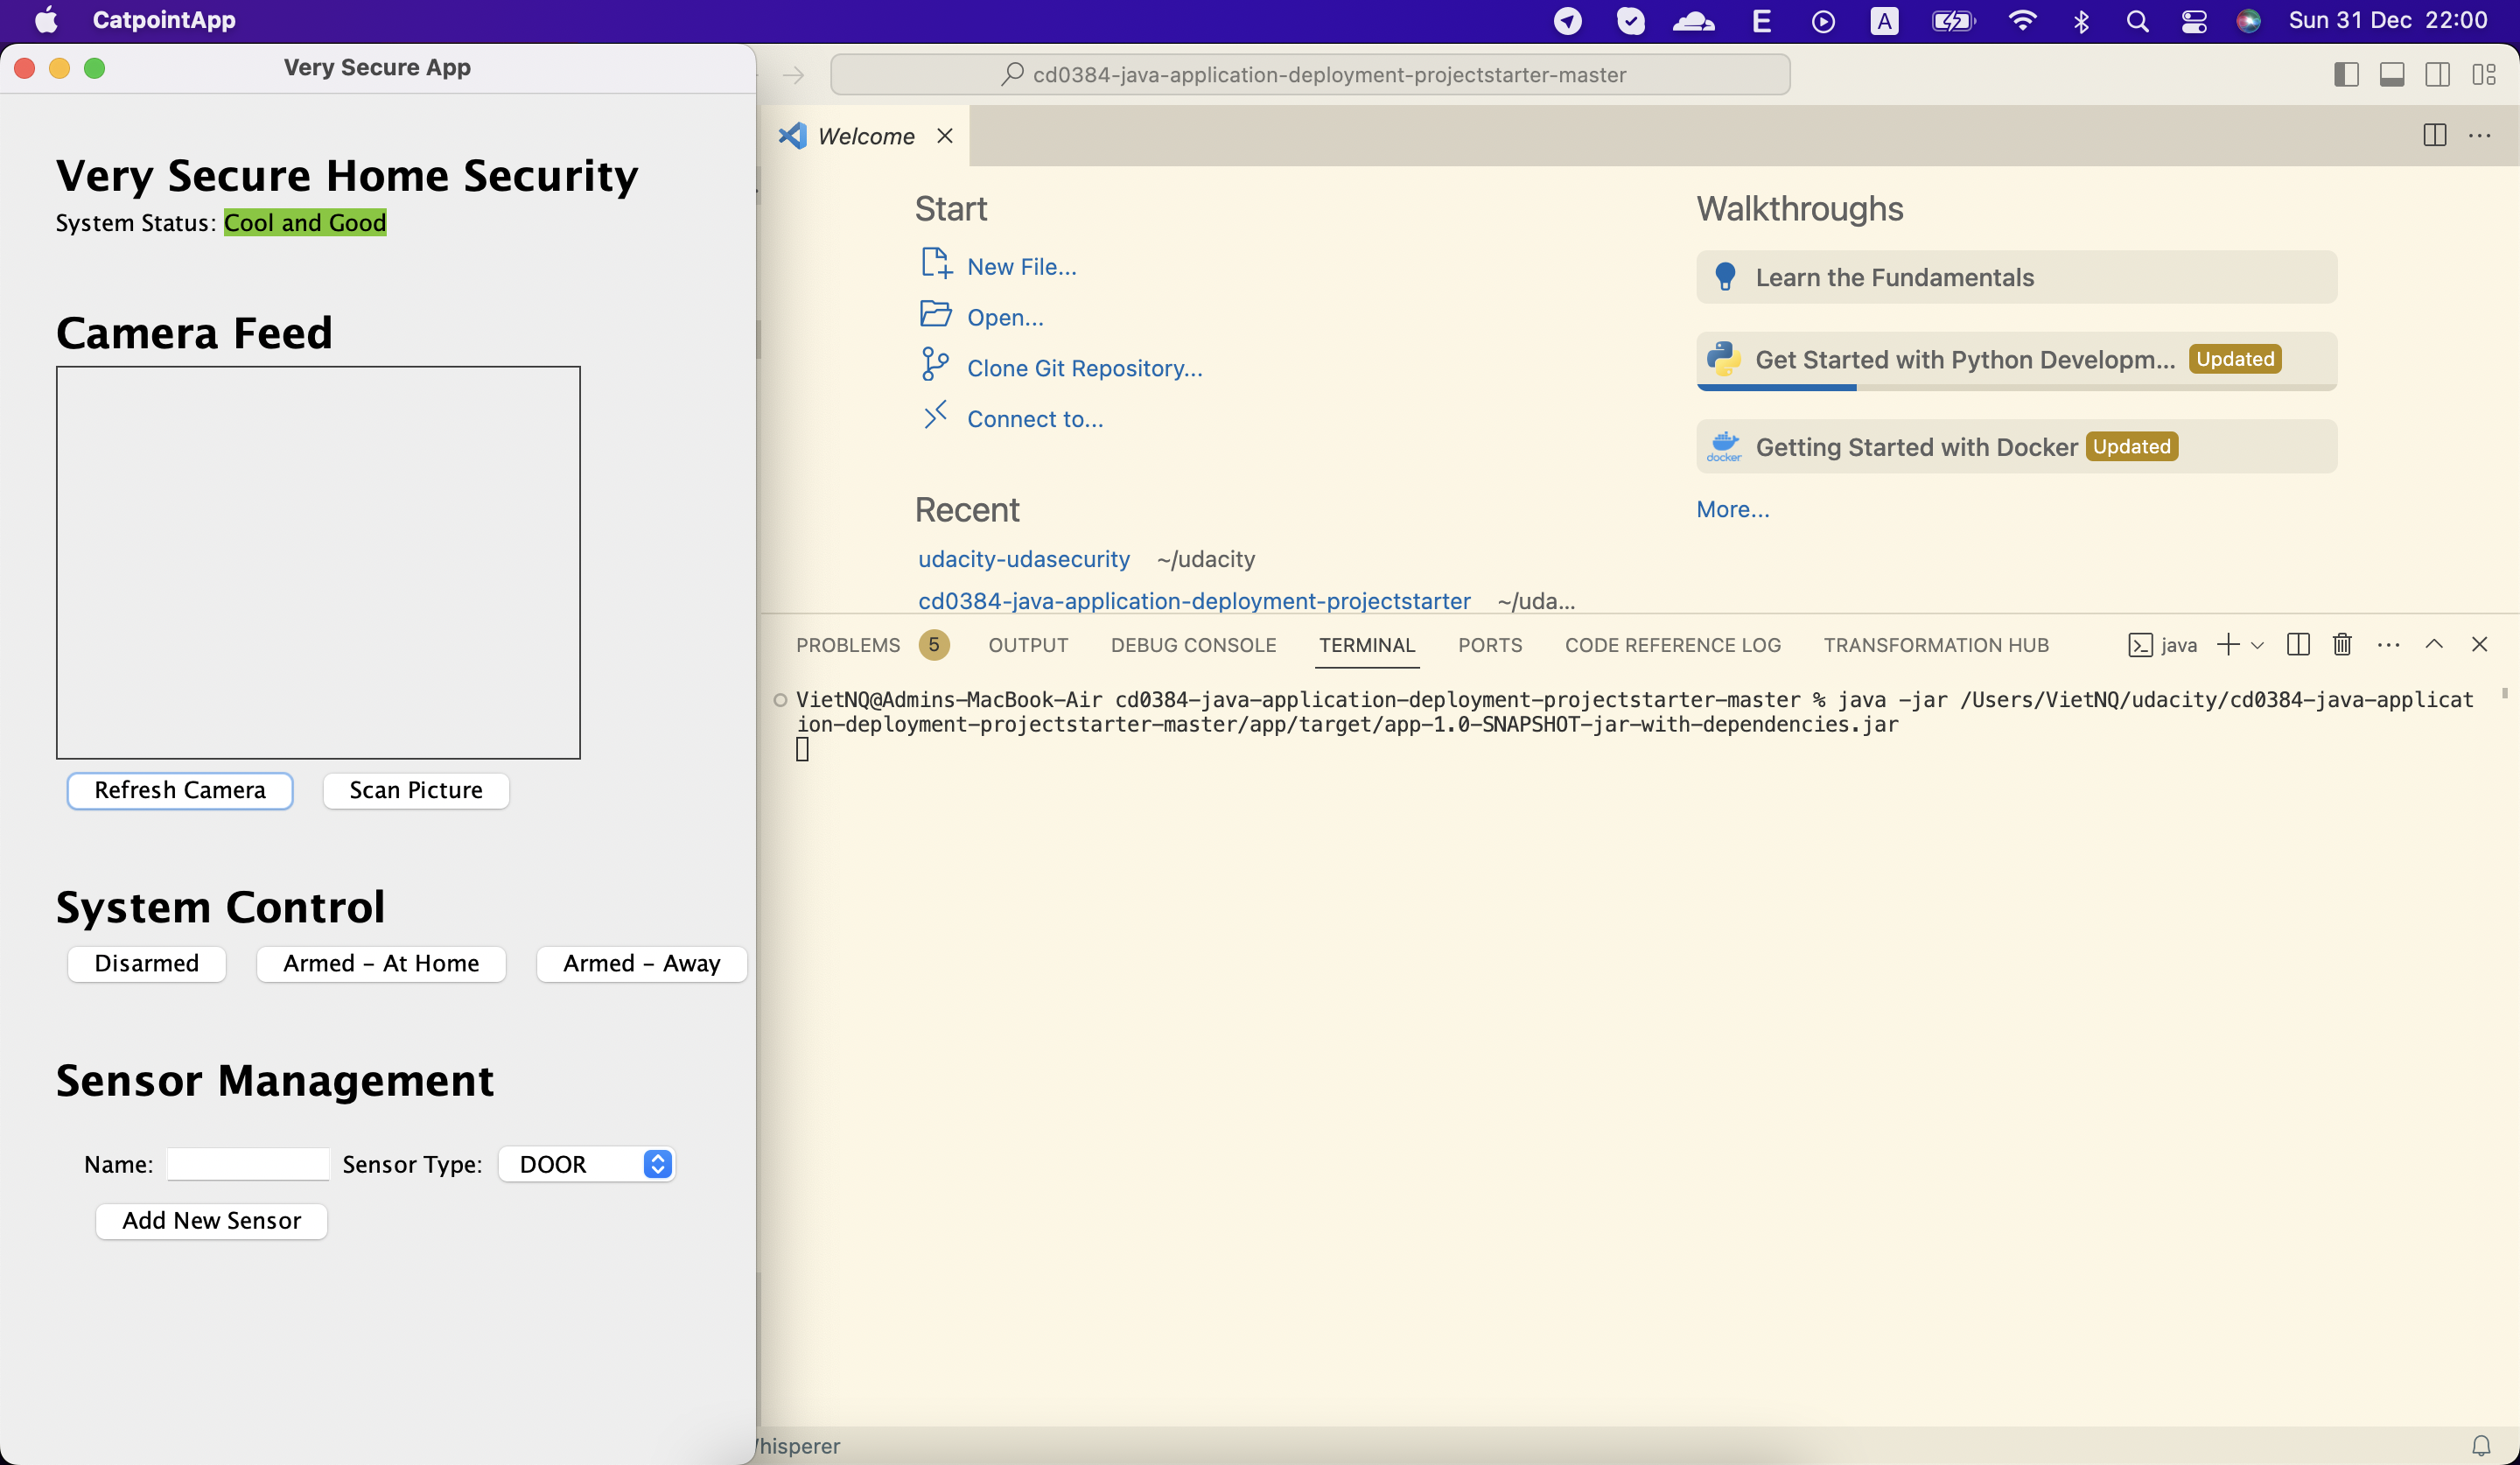 CatpointApp
E
A
Sun 31 Dec 22:00
Very Secure App
Very Secure Home Security
System Status: Cool and Good
Camera Feed
Refresh Camera
Scan Picture
System Control
Disarmed
Armed - At Home
Armed - Away
Sensor Management
Name:
Sensor Type:
DOOR
Add New Sensor
cd0384-java-application-deployment-projectstarter-master
Welcome
Start
New File...
Open...
Clone Git Repository...
Connect to...
Recent
udacity-udasecurity ~/udacity
cd0384-java-application-deployment-projectstarter ~/uda...
Walkthroughs
Learn the Fundamentals
Get Started with Python Developm... Updated
docker
Getting Started with Docker Updated
More...
PROBLEMS 5 OUTPUT DEBUG CONSOLE TERMINAL PORTS CODE REFERENCE LOG TRANSFORMATION HUB java
VietNQ@Admins-MacBook-Air cd0384-java-application-deployment-projectstarter-master % java -jar /Users/VietNQ/udacity/cd0384-java-applicat
ion-deployment-projectstarter-master/app/target/app-1.0-SNAPSHOT-jar-with-dependencies.jar
hisperer